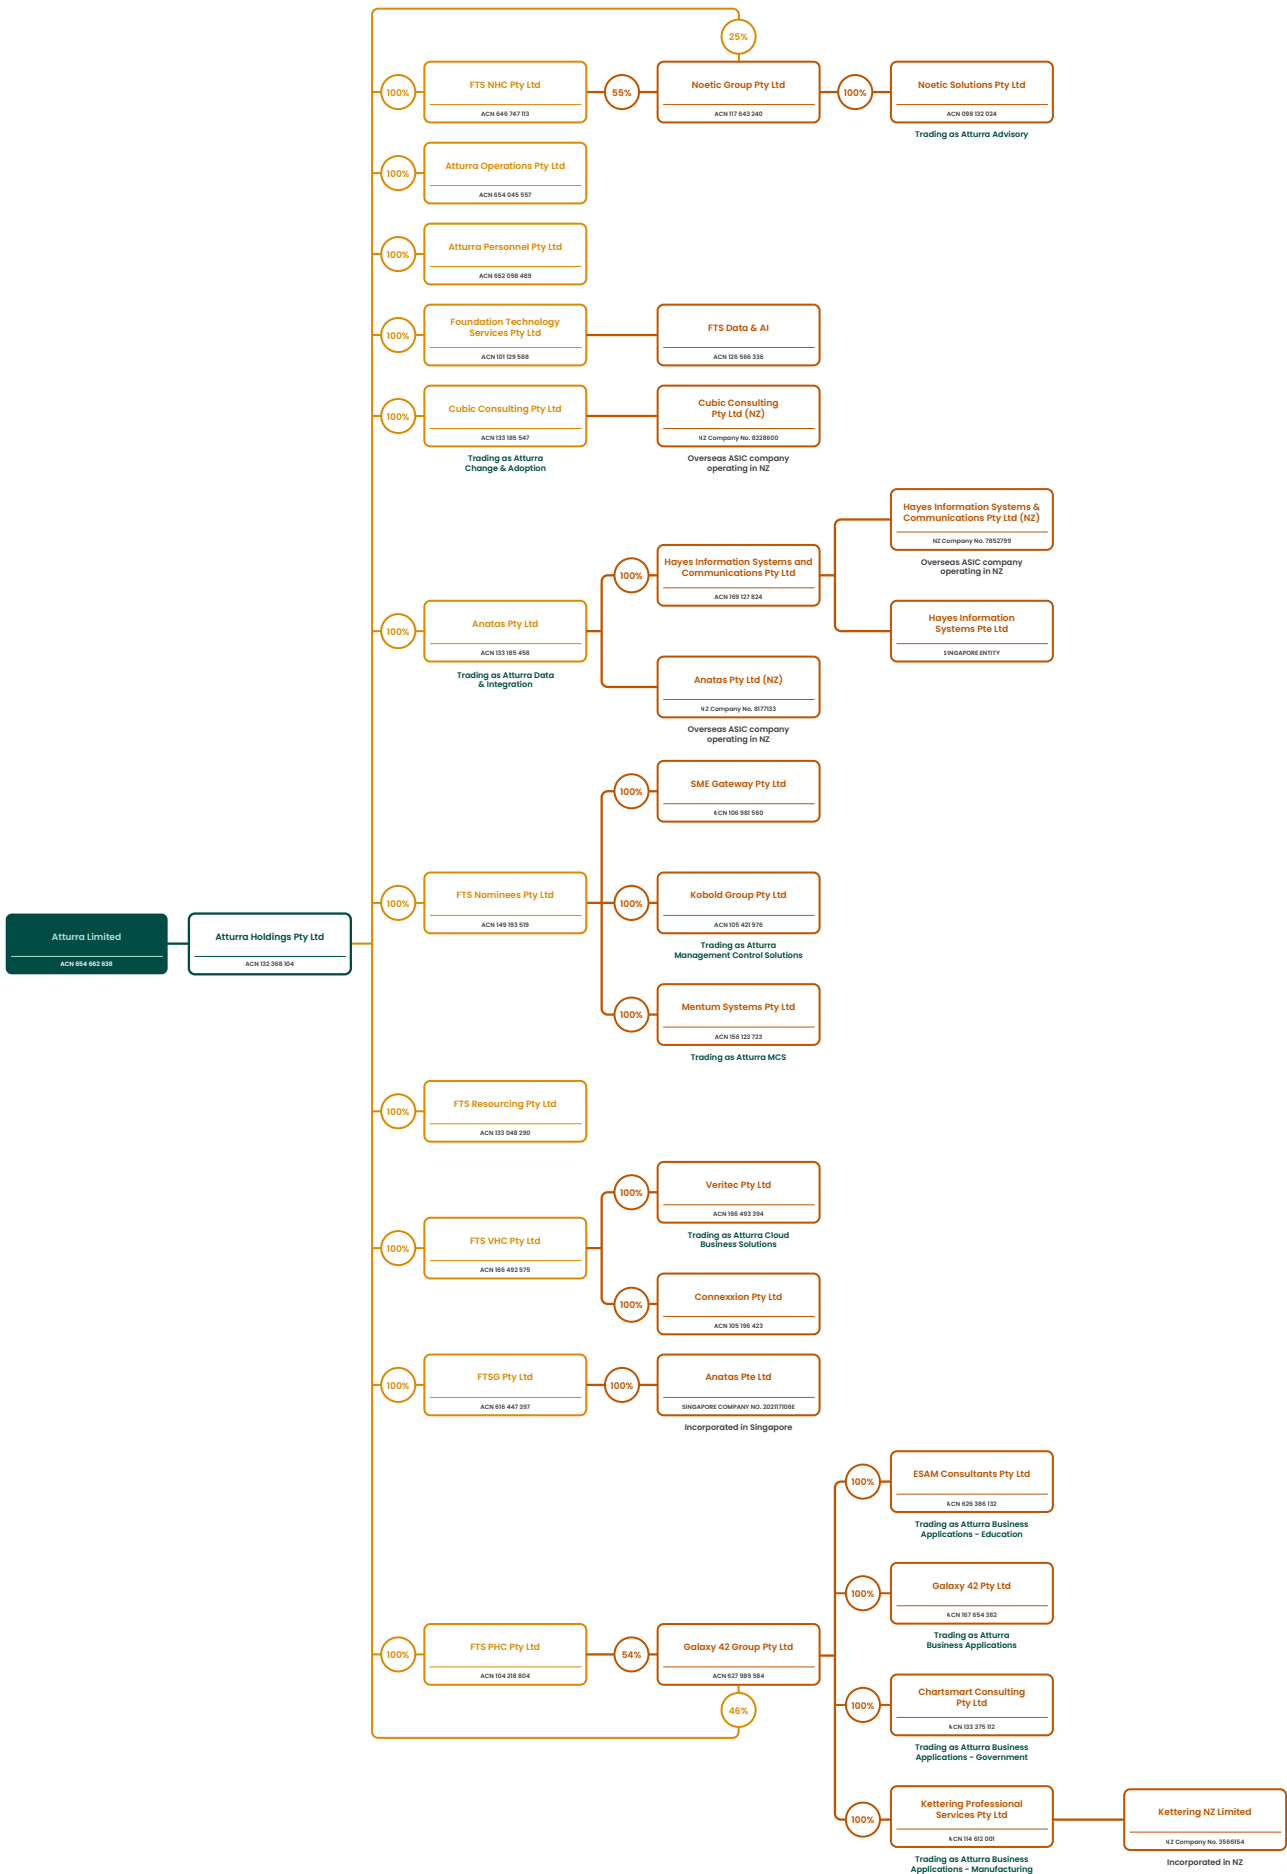 25%
100%
FTS NHC Pty Ltd
ACN 646 747 113
55%
Noetic Group Pty Ltd
ACN 117 643 240
100%
Noetic Solutions Pty Ltd
ACN 098 132 024
Trading as Atturra Advisory
100%
Atturra Operations Pty Ltd
ACN 654 045 557
100%
Atturra Personnel Pty Ltd
ACN 652 098 489
100%
Foundation Technology
Services Pty Ltd
ACN 101 129 588
FTS Data & AI
ACN 126 566 336
100%
Cubic Consulting Pty Ltd
ACN 133 185 547
Trading as Atturra
Change & Adoption
Cubic Consulting
Pty Ltd (NZ)
NZ Company No. 8228600
Overseas ASIC company
operating in NZ
100%
Anatas Pty Ltd
ACN 133 185 458
Trading as Atturra Data
& Integration
100%
Hayes Information Systems and
Communications Pty Ltd
ACN 169 127 824
Hayes Information Systems &
Communications Pty Ltd (NZ)
NZ Company No. 7852799
Overseas ASIC company
operating in NZ
Hayes Information
Systems Pte Ltd
SINGAPORE ENTITY
Anatas Pty Ltd (NZ)
NZ Company No. 8177133
Overseas ASIC company
operating in NZ
Atturra Limited
ACN 654 662 638
Atturra Holdings Pty Ltd
ACN 132 368 104
100%
FTS Nominees Pty Ltd
ACN 149 193 519
100%
SME Gateway Pty Ltd
ACN 106 981 560
100%
Kobold Group Pty Ltd
ACN 105 421 976
Trading as Atturra
Management Control Solutions
100%
Mentum Systems Pty Ltd
ACN 156 123 723
Trading as Atturra MCS
100%
FTS Resourcing Pty Ltd
ACN 133 048 290
100%
FTS VHC Pty Ltd
ACN 166 492 575
100%
Veritec Pty Ltd
ACN 166 493 394
Trading as Atturra Cloud
Business Solutions
100%
Connexxion Pty Ltd
ACN 105 196 423
100%
FTSG Pty Ltd
ACN 616 447 397
100%
Anatas Pte Ltd
SINGAPORE COMPANY NO. 202117106E
Incorporated in Singapore
100%
FTS PHC Pty Ltd
ACN 104 218 804
54%
Galaxy 42 Group Pty Ltd
ACN 627 989 584
46%
100%
ESAM Consultants Pty Ltd
ACN 626 386 132
Trading as Atturra Business
Applications - Education
100%
Galaxy 42 Pty Ltd
ACN 167 654 382
Trading as Atturra
Business Applications
100%
Chartsmart Consulting
Pty Ltd
ACN 133 375 112
Trading as Atturra Business
Applications - Government
100%
Kettering Professional
Services Pty Ltd
ACN 114 612 001
Trading as Atturra Business
Applications - Manufacturing
Kettering NZ Limited
NZ Company No. 3566154
Incorporated in NZ